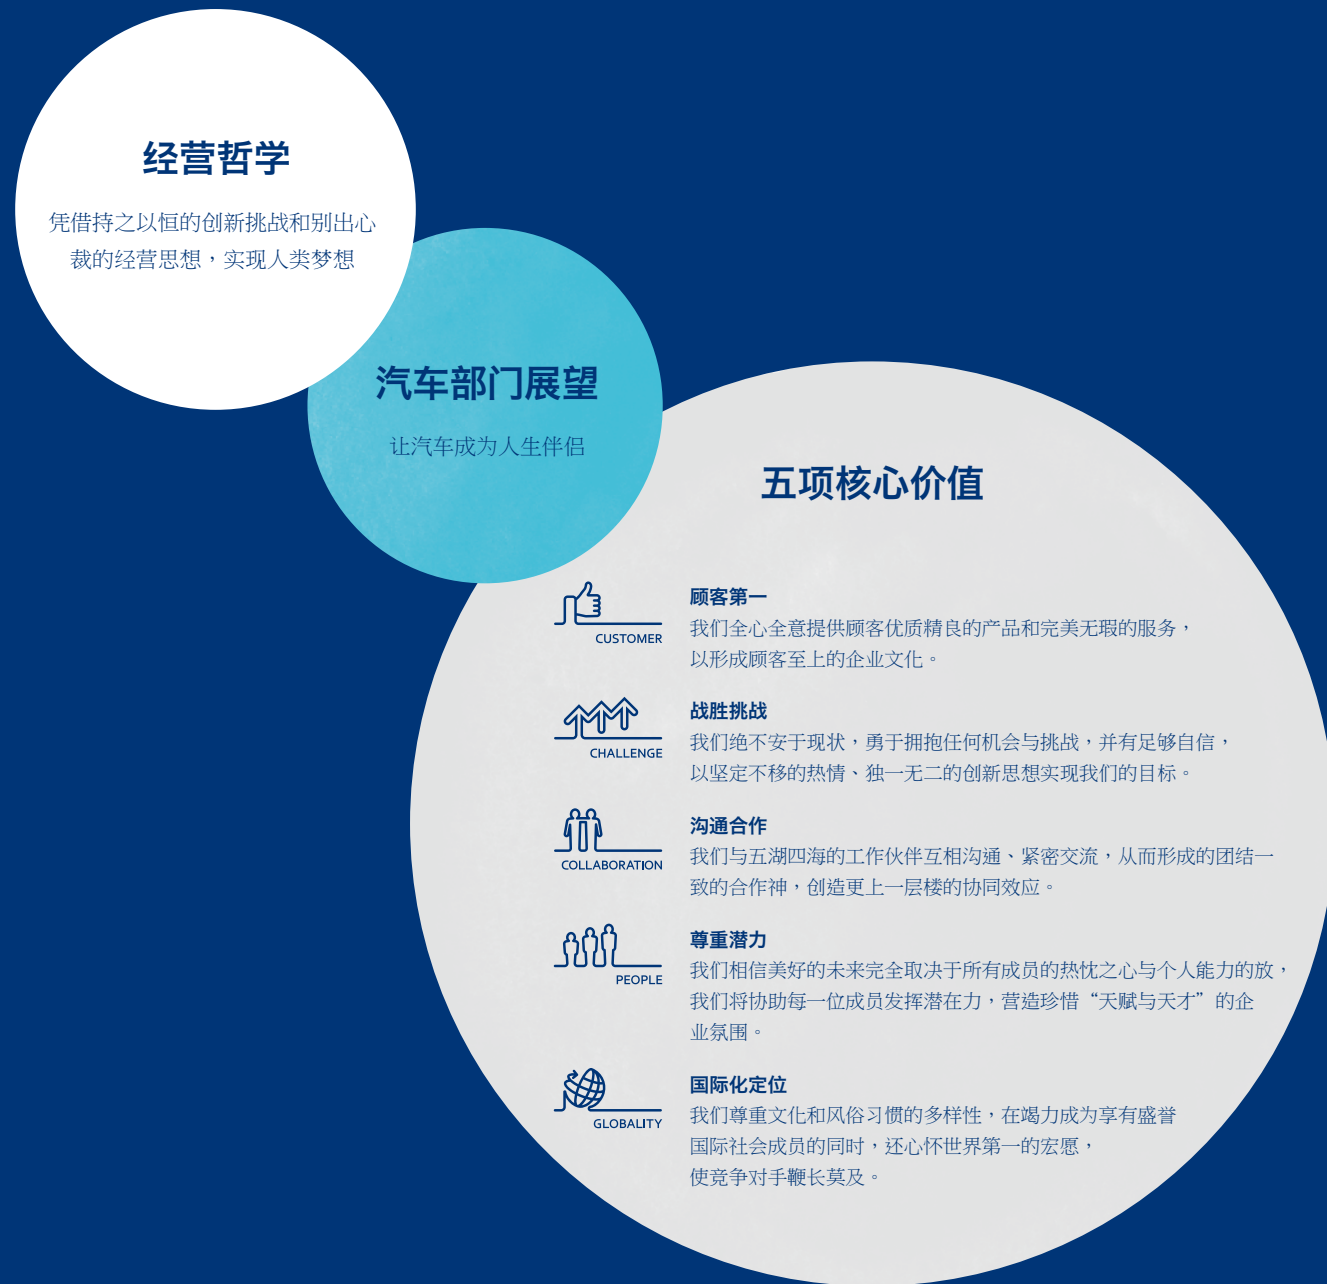 经营哲学
凭借持之以恒的创新挑战和别出心
裁的经营思想，实现人类梦想
汽车部门展望
让汽车成为人生伴侣
五项核心价值
CUSTOMER
顾客第一
我们全心全意提供顾客优质精良的产品和完美无瑕的服务，
以形成顾客至上的企业文化。
CHALLENGE
战胜挑战
我们绝不安于现状，勇于拥抱任何机会与挑战，并有足够自信，
以坚定不移的热情、独一无二的创新思想实现我们的目标。
COLLABORATION
沟通合作
我们与五湖四海的工作伙伴互相沟通、紧密交流，从而形成的团结一
致的合作神，创造更上一层楼的协同效应。
PEOPLE
尊重潜力
我们相信美好的未来完全取决于所有成员的热忱之心与个人能力的放，
我们将协助每一位成员发挥潜在力，营造珍惜“天赋与天才”的企
业氛围。
GLOBALITY
国际化定位
我们尊重文化和风俗习惯的多样性，在竭力成为享有盛誉
国际社会成员的同时，还心怀世界第一的宏愿，
使竞争对手鞭长莫及。